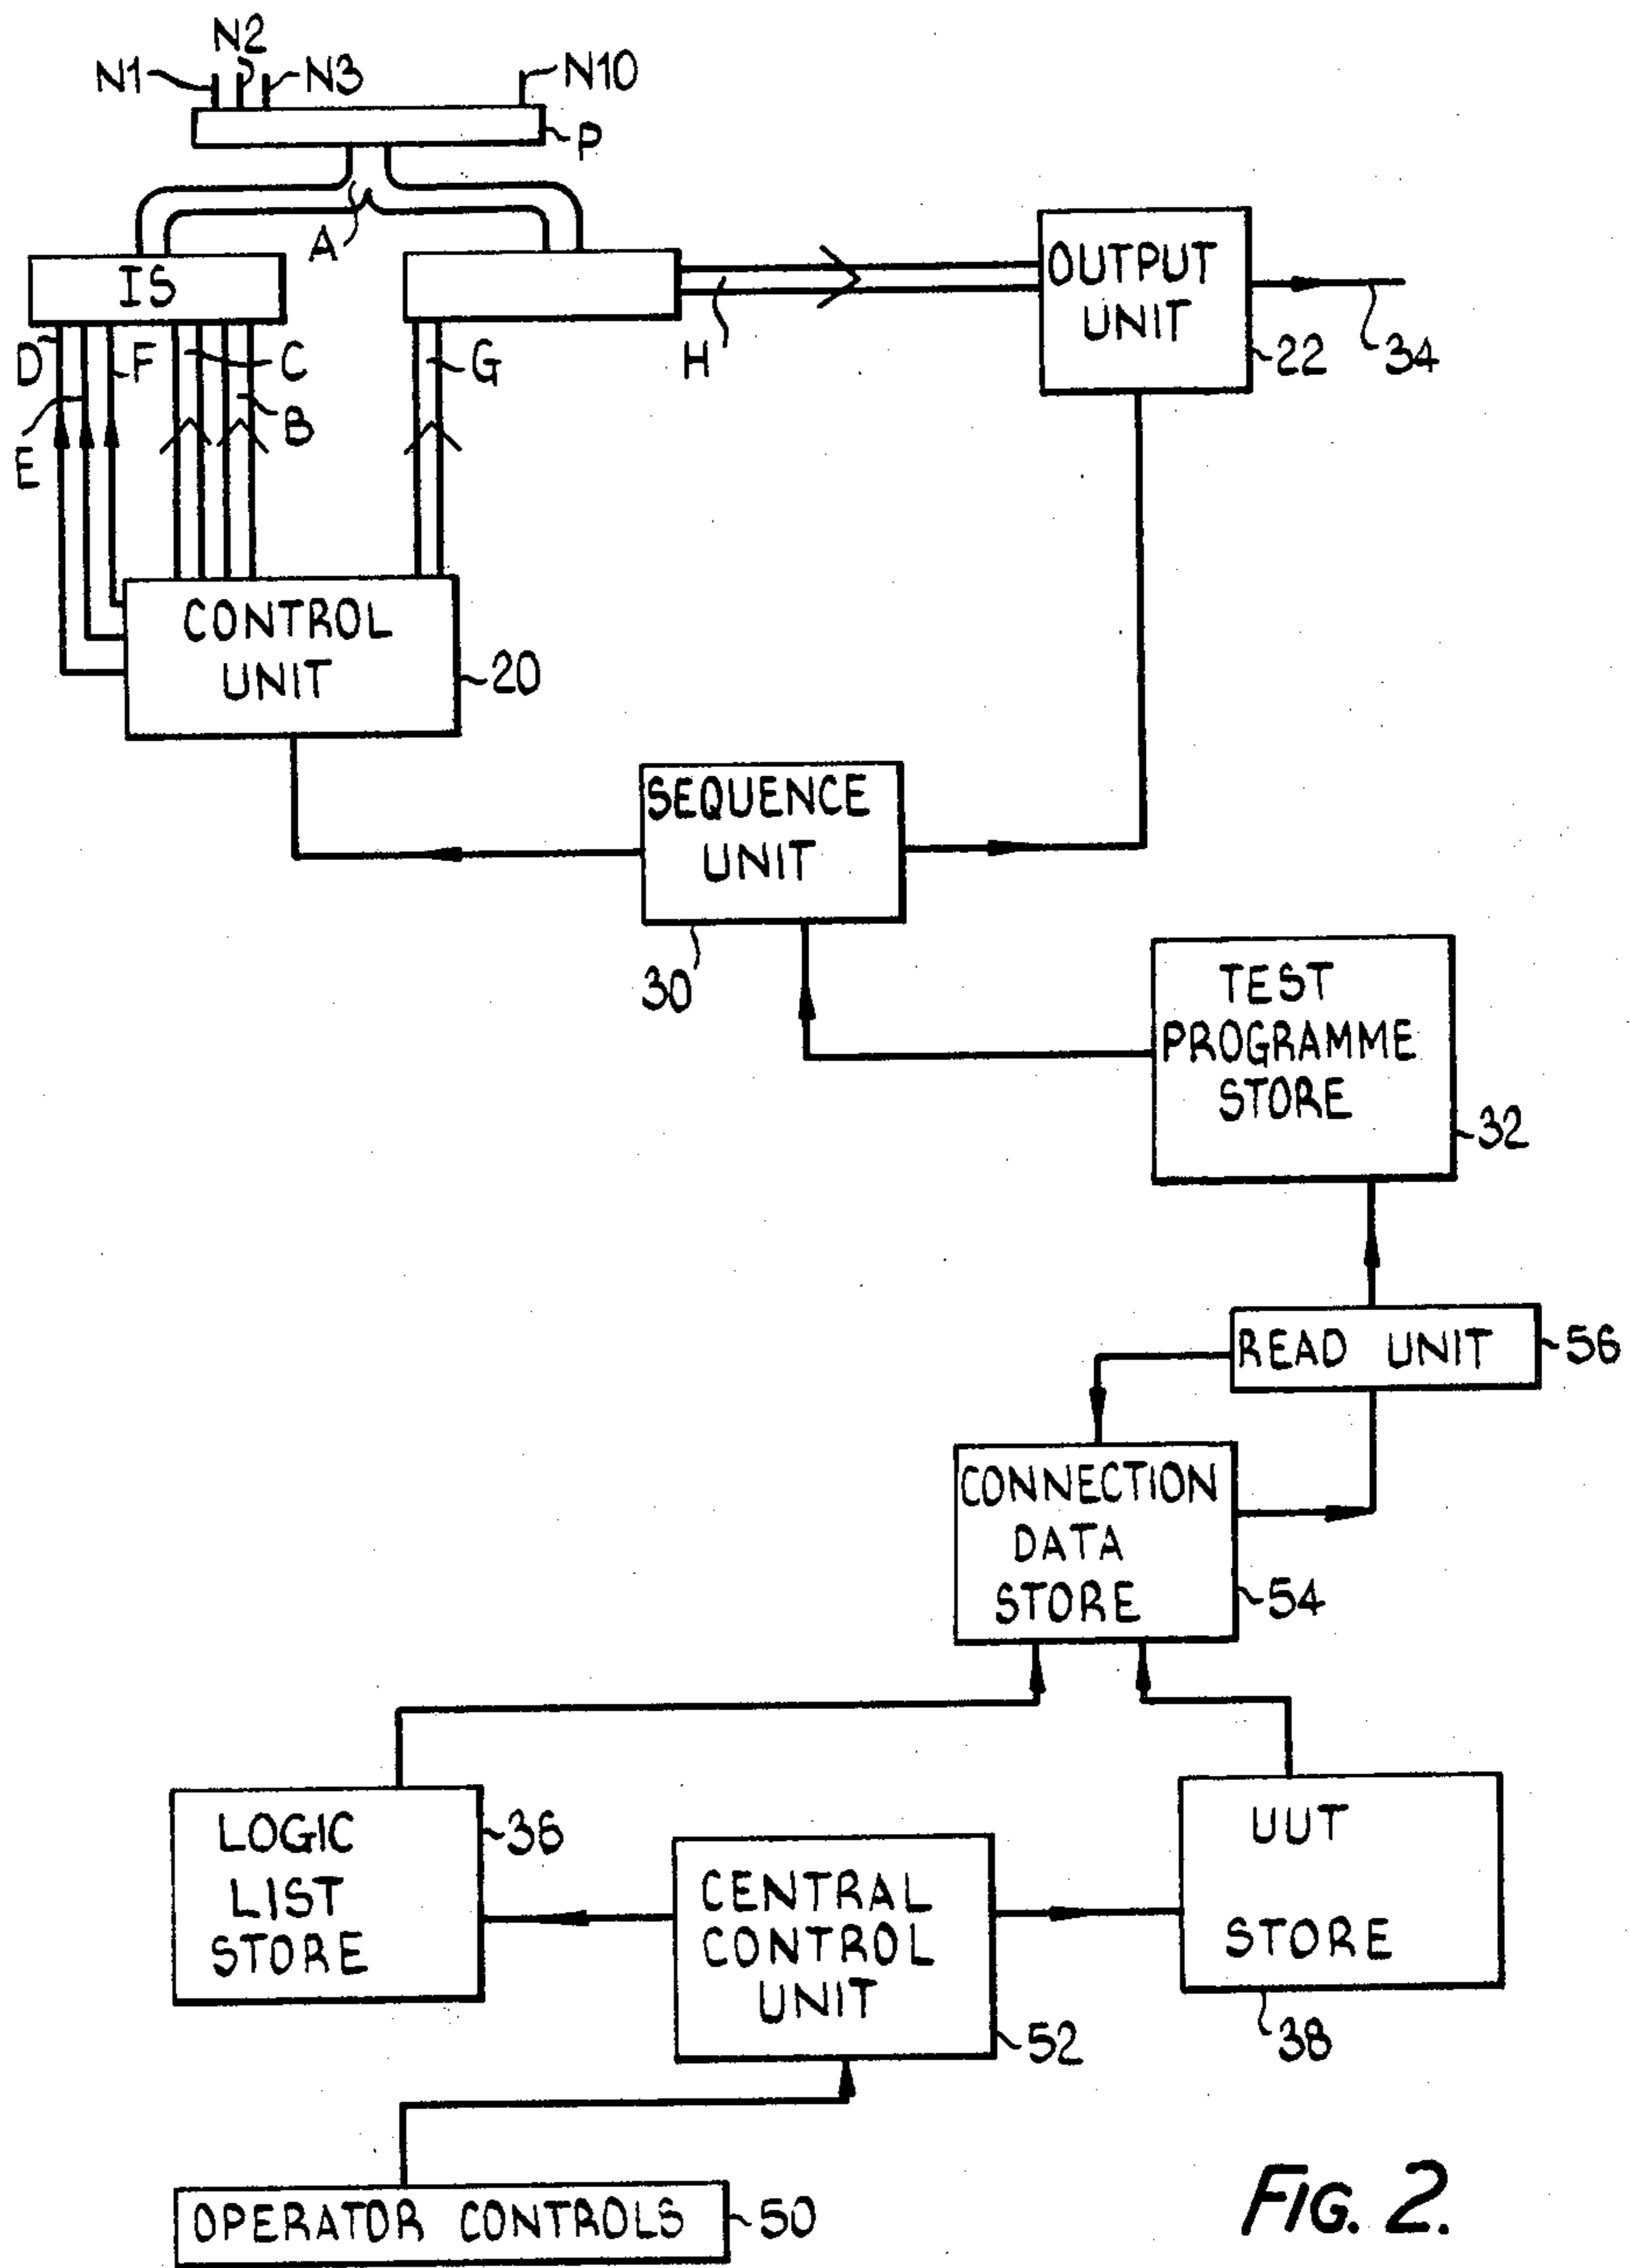 N2
N1
N3
N10
P
A
IS
OUTPUT
UNIT
22
34
D
F
C
G
H
B
E
CONTROL
UNIT
20
SEQUENCE
UNIT
30
TEST
PROGRAMME
STORE
32
READ UNIT
56
CONNECTION
DATA
STORE
54
LOGIC
LIST
STORE
36
CENTRAL
CONTROL
UNIT
52
UUT
STORE
38
OPERATOR CONTROLS
50
FIG. 2.